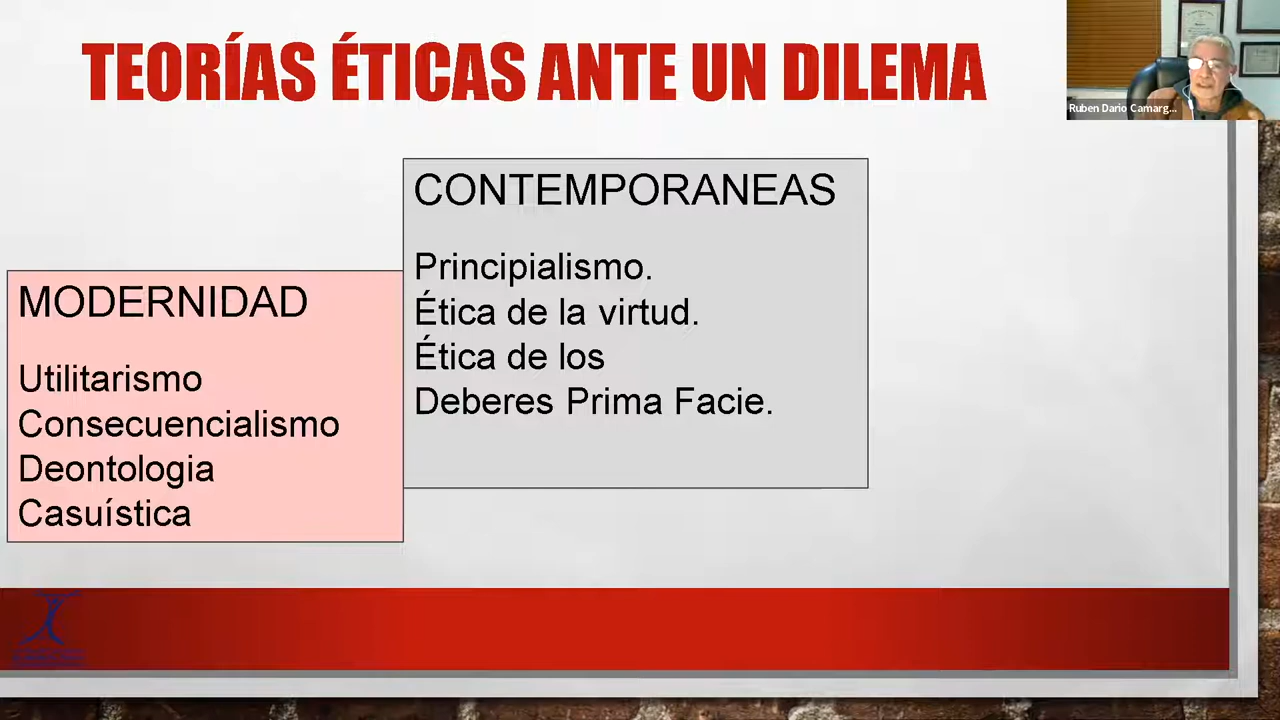 TEORÍAS ÉTICAS ANTE UN DILEMA
Ruben Dario Camarg...
CONTEMPORANEAS
Principialismo.
Ética de la virtud.
Ética de los
Deberes Prima Facie.
MODERNIDAD
Utilitarismo
Consecuencialismo
Deontologia
Casuística